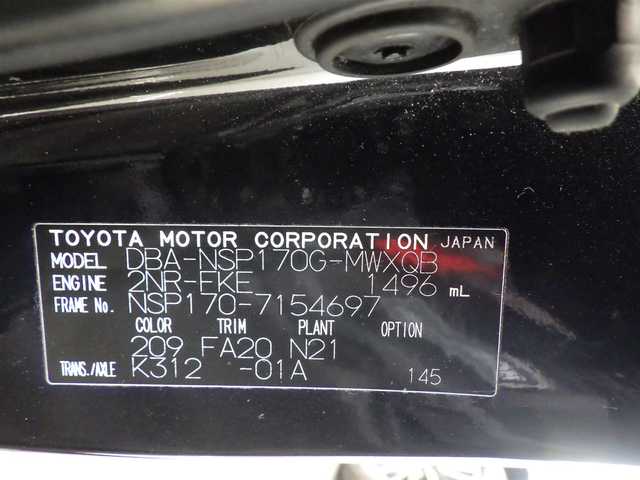 TOYOTA MOTOR CORPORATION JAPAN
MODEL DBA-NSP170G-MWXQB
ENGINE 2NR-FKE 1496 mL
FRAME No. NSP170-7154697
COLOR TRIM PLANT OPTION
209 FA20 N21
TRANS./AXLE K312 -01A 145